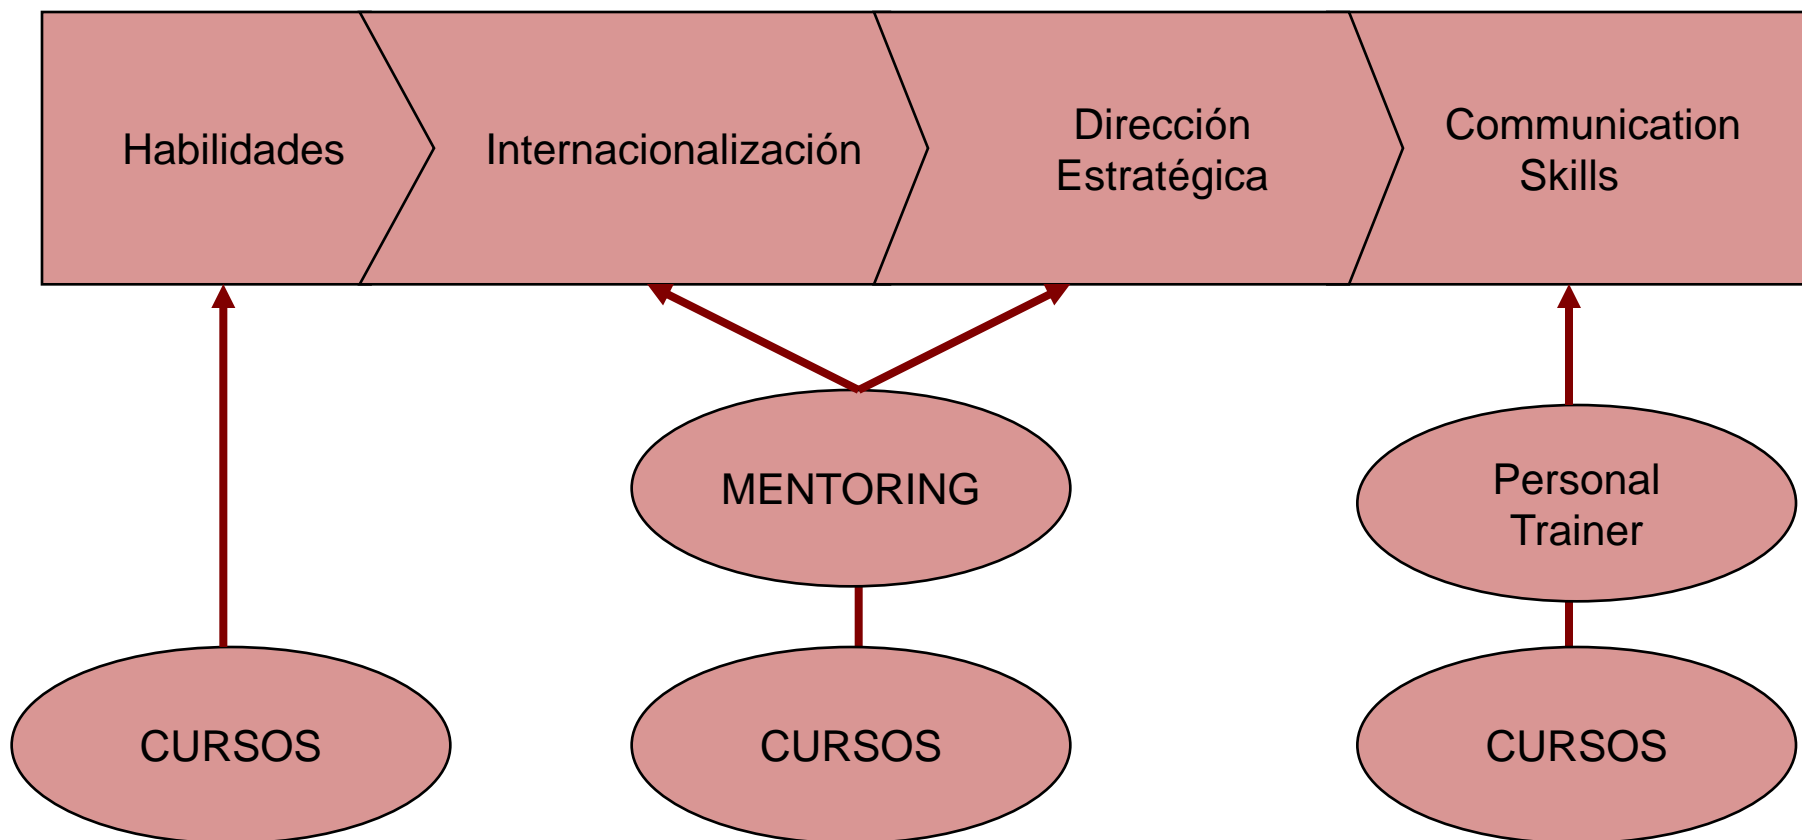 Habilidades
Internacionalización
Dirección
Estratégica
Communication
Skills
MENTORING
Personal
Trainer
CURSOS
CURSOS
CURSOS